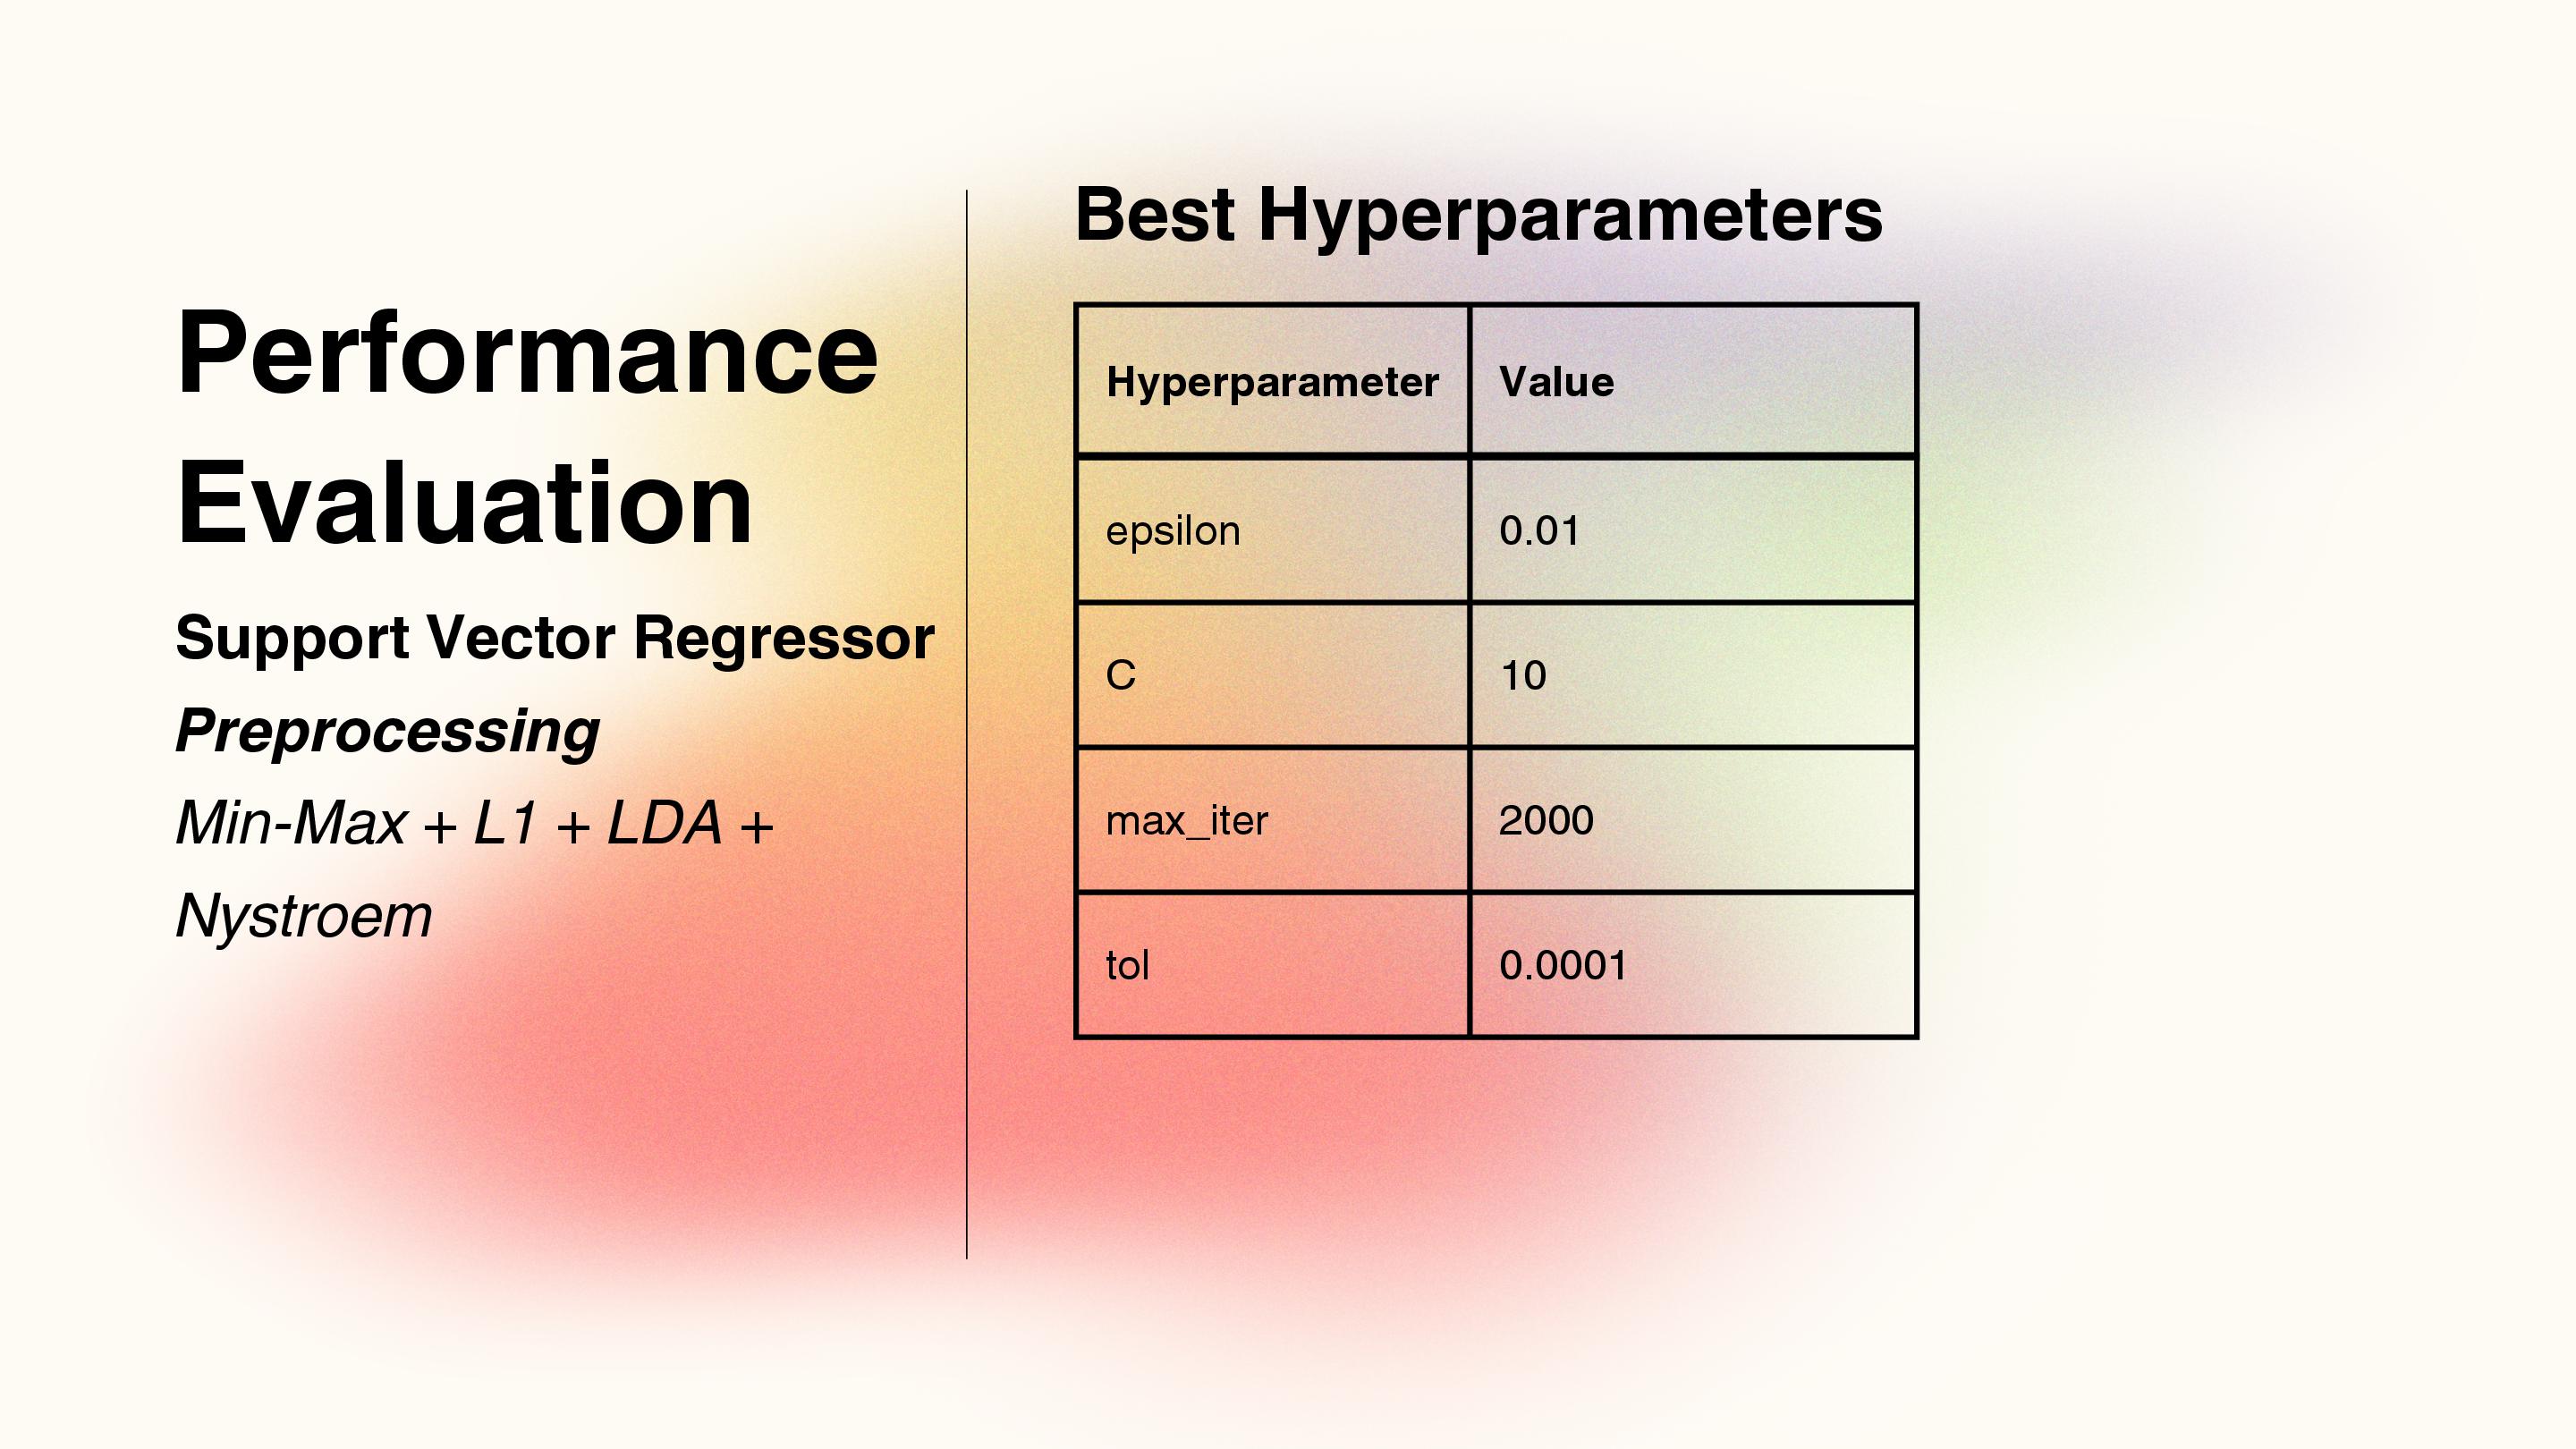 Performance
Evaluation
Support Vector Regressor
Preprocessing
Min-Max + L1 + LDA +
Nystroem
Best Hyperparameters
Hyperparameter Value
epsilon 0.01
C 10
max_iter 2000
tol 0.0001